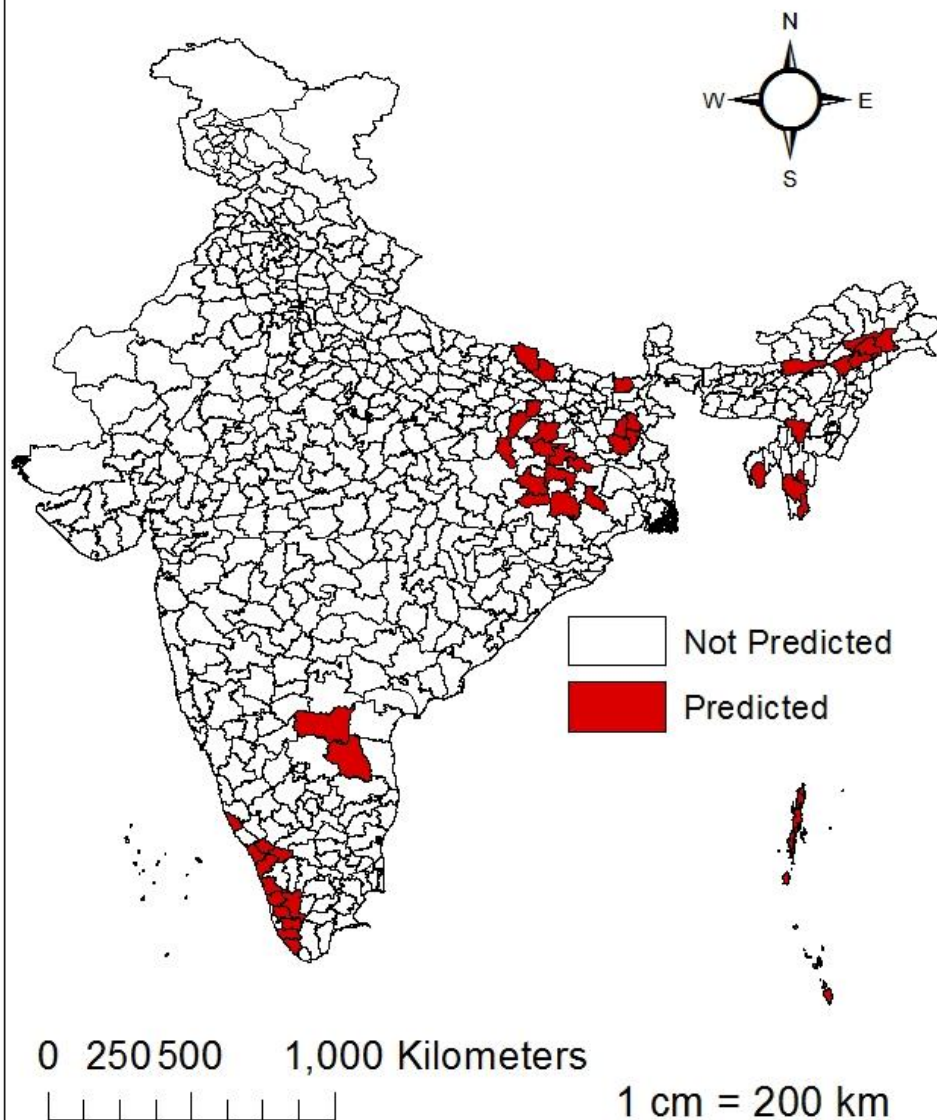 N
W E
S
Not Predicted
Predicted
0 250 500 1,000 Kilometers
1 cm = 200 km